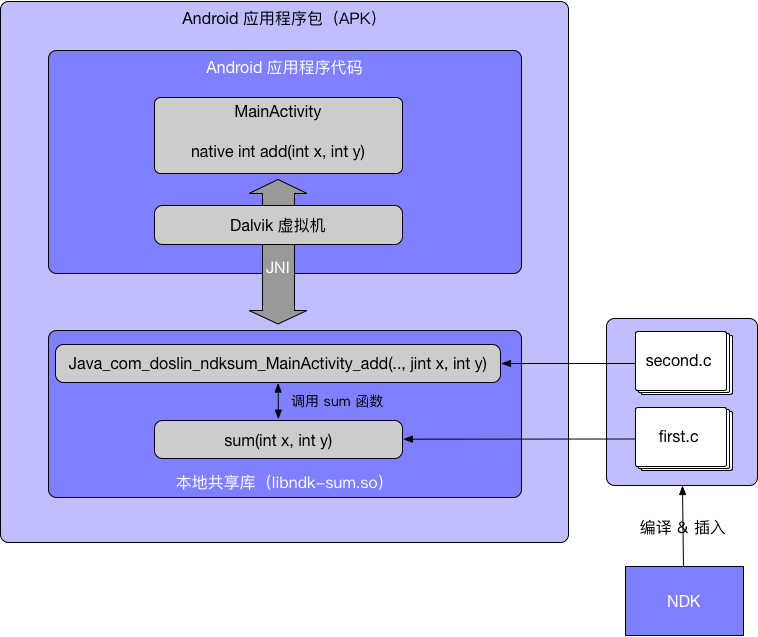 Android 应用程序包（APK）
Android 应用程序代码
MainActivity
native int add(int x, int y)
Dalvik 虚拟机
JNI
Java_com_doslin_ndksum_MainActivity_add(.., jint x, int y)
调用 sum 函数
sum(int x, int y)
本地共享库（libndk-sum.so）
second.c
first.c
编译 & 插入
NDK